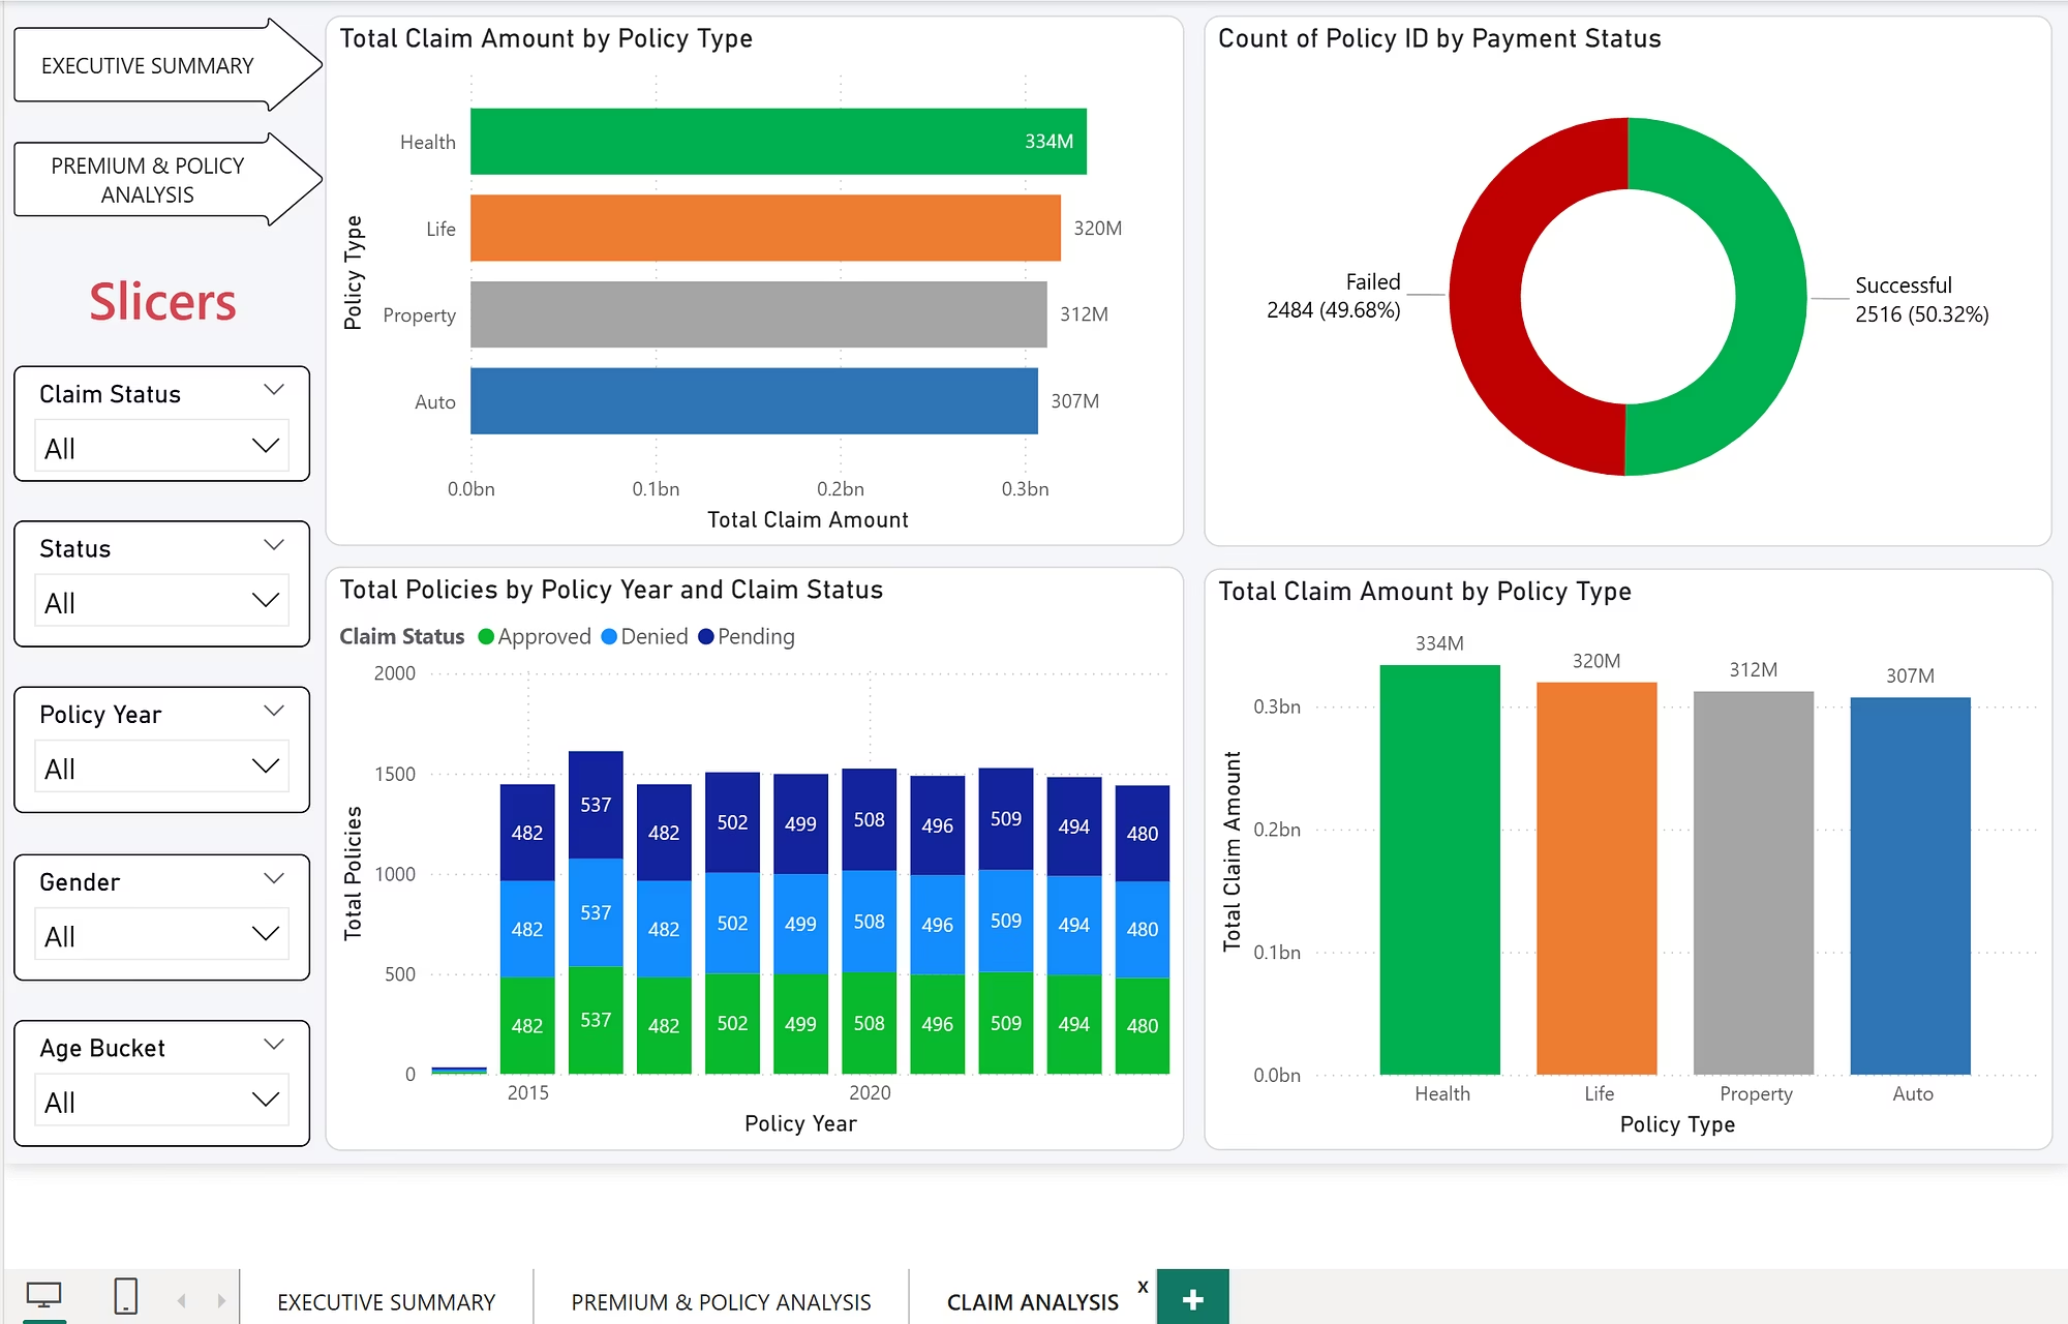 EXECUTIVE SUMMARY
PREMIUM & POLICY
ANALYSIS
Slicers
Claim Status
All
Status
All
Policy Year
All
Gender
All
Age Bucket
All
Total Claim Amount by Policy Type
Policy Type
Health
334M
Life
320M
Property
312M
Auto
307M
0.0bn
0.1bn
0.2bn
0.3bn
Total Claim Amount
Count of Policy ID by Payment Status
Failed
2484 (49.68%)
Successful
2516 (50.32%)
Total Policies by Policy Year and Claim Status
Claim Status Approved Denied Pending
Total Policies
2000
1500
1000
500
0
482 537 482 502 499 508 496 509 494 480
482 537 482 502 499 508 496 509 494 480
482 537 482 502 499 508 496 509 494 480
2015 2020
Policy Year
Total Claim Amount by Policy Type
Total Claim Amount
334M 320M 312M 307M
0.3bn
0.2bn
0.1bn
0.0bn
Health Life Property Auto
Policy Type
EXECUTIVE SUMMARY
PREMIUM & POLICY ANALYSIS
CLAIM ANALYSIS
x
+